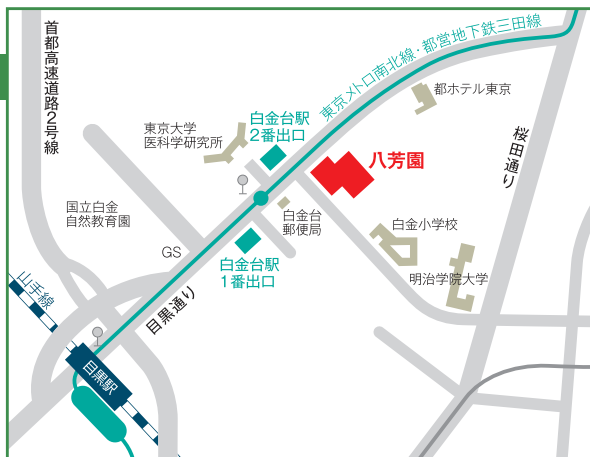 首都高速道路2号線
東京メトロ南北線・都営地下鉄三田線
都ホテル東京
桜田通り
東京大学
医科学研究所
白金台駅
2番出口
八芳園
国立白金
自然教育園
白金台
郵便局
白金小学校
明治学院大学
GS
白金台駅
1番出口
目黒通り
山手線
目黒駅